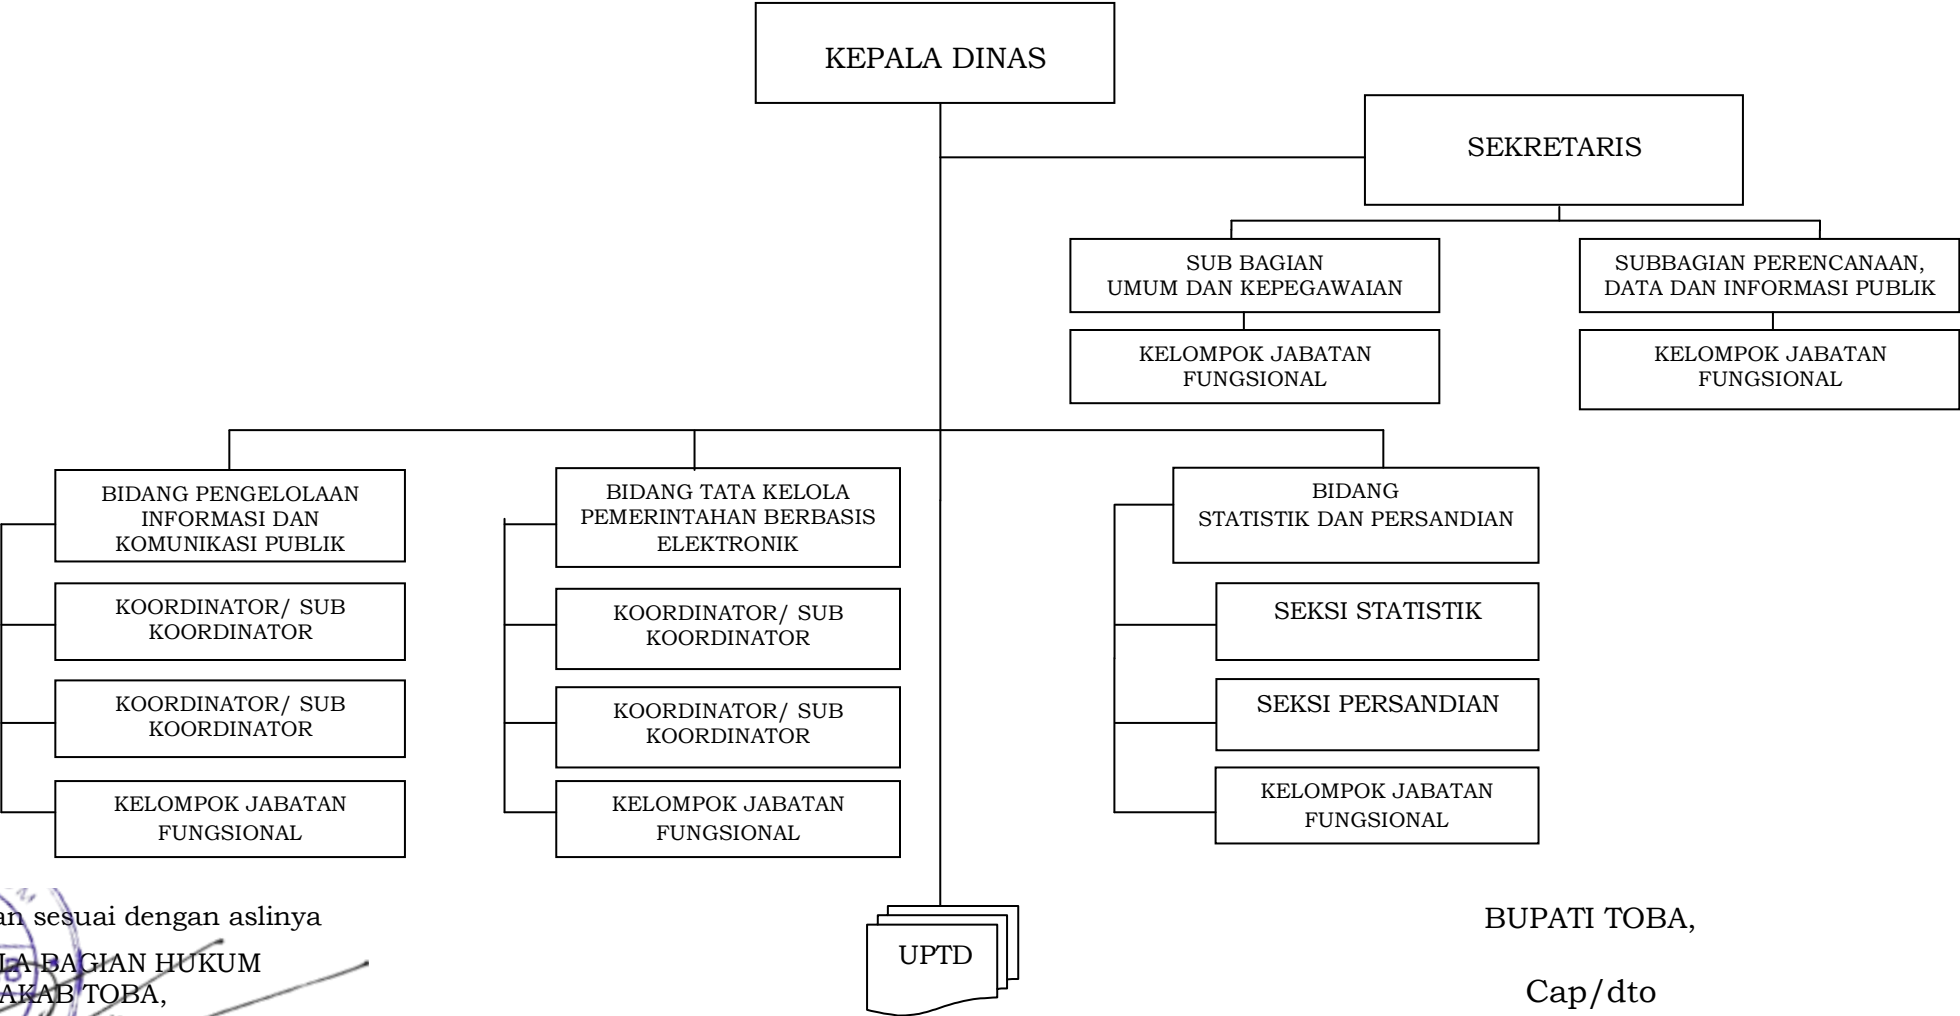 KEPALA DINAS
SEKRETARIS
SUB BAGIAN
UMUM DAN KEPEGAWAIAN
SUBBAGIAN PERENCANAAN,
DATA DAN INFORMASI PUBLIK
KELOMPOK JABATAN
FUNGSIONAL
KELOMPOK JABATAN
FUNGSIONAL
BIDANG PENGELOLAAN
INFORMASI DAN
KOMUNIKASI PUBLIK
KOORDINATOR/ SUB
KOORDINATOR
KOORDINATOR/ SUB
KOORDINATOR
KELOMPOK JABATAN
FUNGSIONAL
BIDANG TATA KELOLA
PEMERINTAHAN BERBASIS
ELEKTRONIK
KOORDINATOR/ SUB
KOORDINATOR
KOORDINATOR/ SUB
KOORDINATOR
KELOMPOK JABATAN
FUNGSIONAL
BIDANG
STATISTIK DAN PERSANDIAN
SEKSI STATISTIK
SEKSI PERSANDIAN
KELOMPOK JABATAN
FUNGSIONAL
UPTD
sesuai dengan aslinya
BAGIAN HUKUM
TOBA,
BUPATI TOBA,
Cap/dto